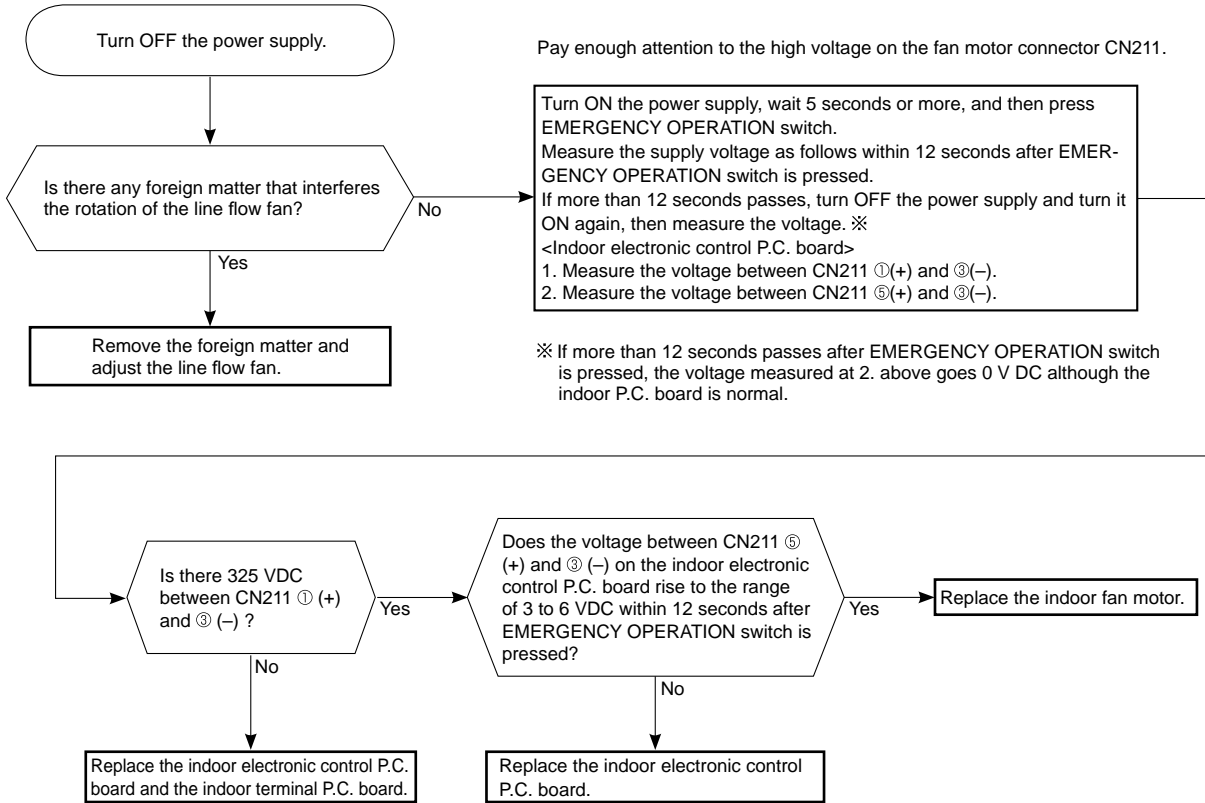 Turn OFF the power supply.
Pay enough attention to the high voltage on the fan motor connector CN211.
Is there any foreign matter that interferes
the rotation of the line flow fan?
No
Yes
Remove the foreign matter and
adjust the line flow fan.
Turn ON the power supply, wait 5 seconds or more, and then press
EMERGENCY OPERATION switch.
Measure the supply voltage as follows within 12 seconds after EMER-
GENCY OPERATION switch is pressed.
If more than 12 seconds passes, turn OFF the power supply and turn it
ON again, then measure the voltage. ※
<Indoor electronic control P.C. board>
1. Measure the voltage between CN211 ①(+) and ③(–).
2. Measure the voltage between CN211 ⑤(+) and ③(–).
※ If more than 12 seconds passes after EMERGENCY OPERATION switch
is pressed, the voltage measured at 2. above goes 0 V DC although the
indoor P.C. board is normal.
Is there 325 VDC
between CN211 ① (+)
and ③ (–) ?
Yes
No
Replace the indoor electronic control P.C.
board and the indoor terminal P.C. board.
Does the voltage between CN211 ⑤
(+) and ③ (–) on the indoor electronic
control P.C. board rise to the range
of 3 to 6 VDC within 12 seconds after
EMERGENCY OPERATION switch is
pressed?
Yes
No
Replace the indoor electronic control
P.C. board.
Replace the indoor fan motor.